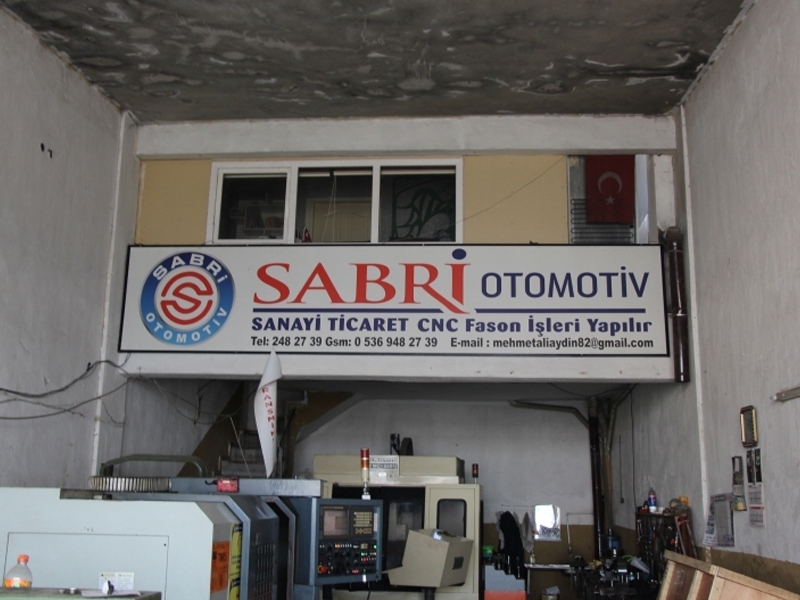 SABRİ
OTOMOTİV
SABRİ OTOMOTİV
SANAYİ TİCARET CNC Fason İşleri Yapılır
Tel: 248 27 39 Gsm: 0 536 948 27 39 E-mail : mehmetaliaydin82@gmail.com